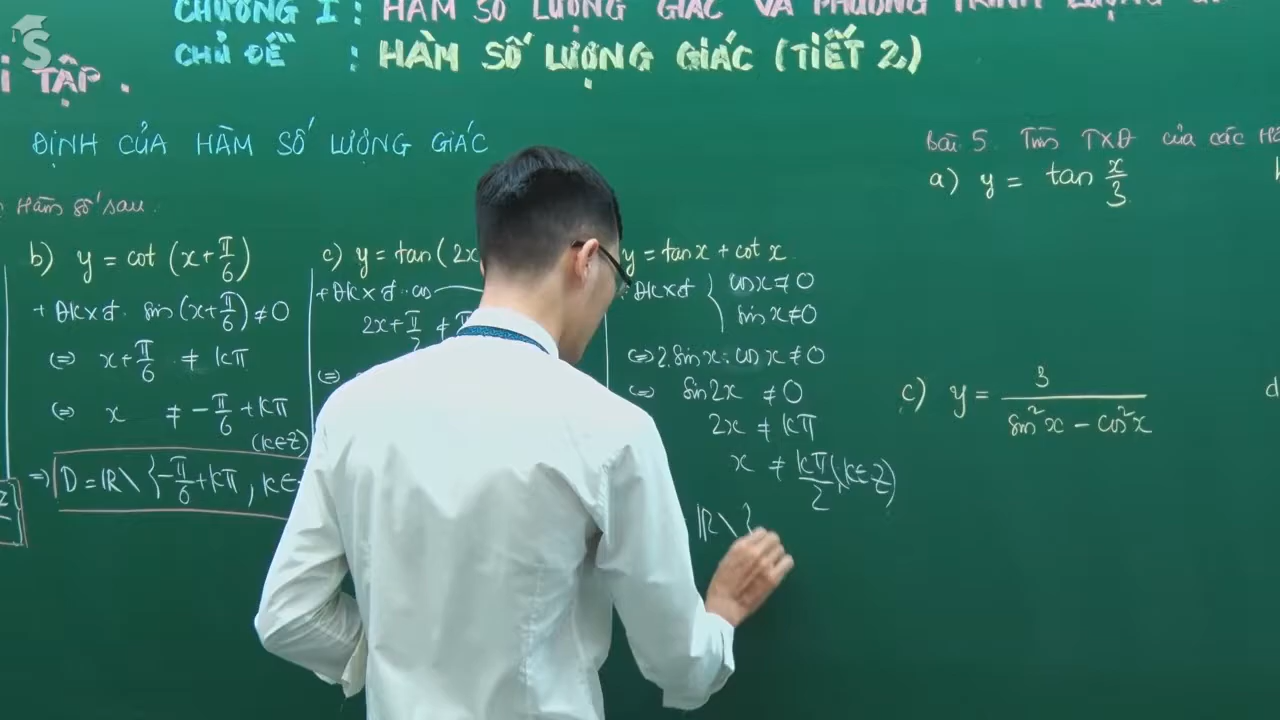 CHƯƠNG I : HÀM SỐ LƯỢNG GIÁC VÀ PHƯƠNG TRÌNH LƯỢNG
CHỦ ĐỀ : HÀM SỐ LƯỢNG GIÁC (TIẾT 2)
I TẬP .
ĐỊNH CỦA HÀM SỐ LƯỢNG GIÁC
Hàm số sau.
b) y = cot (x + π/6)
+ ĐKXĐ: sin (x + π/6) ≠ 0
⇔ x + π/6 ≠ kπ
⇔ x ≠ -π/6 + kπ
(k∈Z)
⇒ D = ℝ \ {-π/6 + kπ, k∈
c) y = tan (2x
+ ĐKXĐ: cos
2x + π/2 ≠
⇔
y = tan x + cot x
ĐKXĐ { cos x ≠ 0
sin x ≠ 0
⇔ 2.sin x.cos x ≠ 0
⇔ sin 2x ≠ 0
2x ≠ kπ
x ≠ kπ/2 (k∈Z)
ℝ \ {
Bài 5. Tìm TXĐ của các Hà
a) y = tan x/3
c) y = 3/(sin²x - cos²x)
d